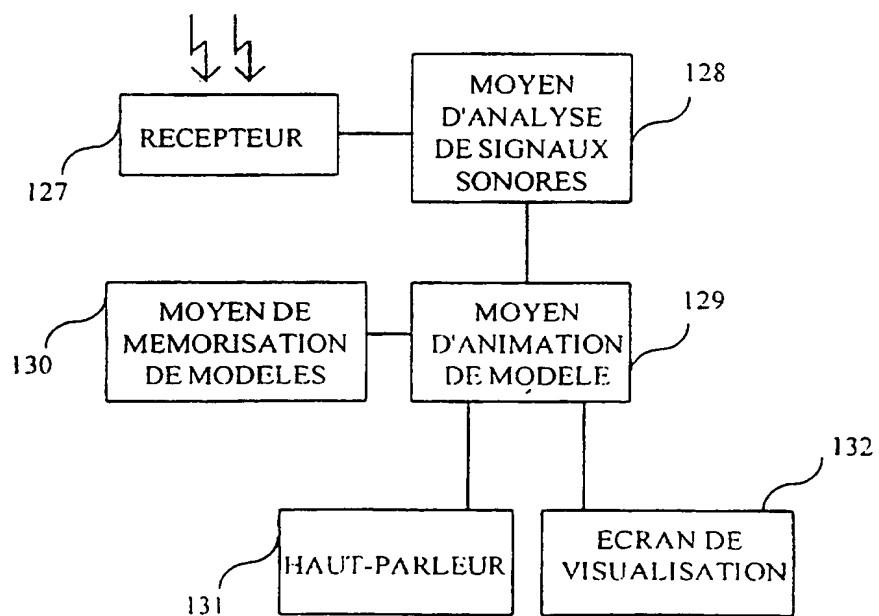 MOYEN
D'ANALYSE
DE SIGNAUX
SONORES
128
RECEPTEUR
127
MOYEN DE
MEMORISATION
DE MODELES
130
MOYEN
D'ANIMATION
DE MODELE
129
132
HAUT-PARLEUR
131
ECRAN DE
VISUALISATION